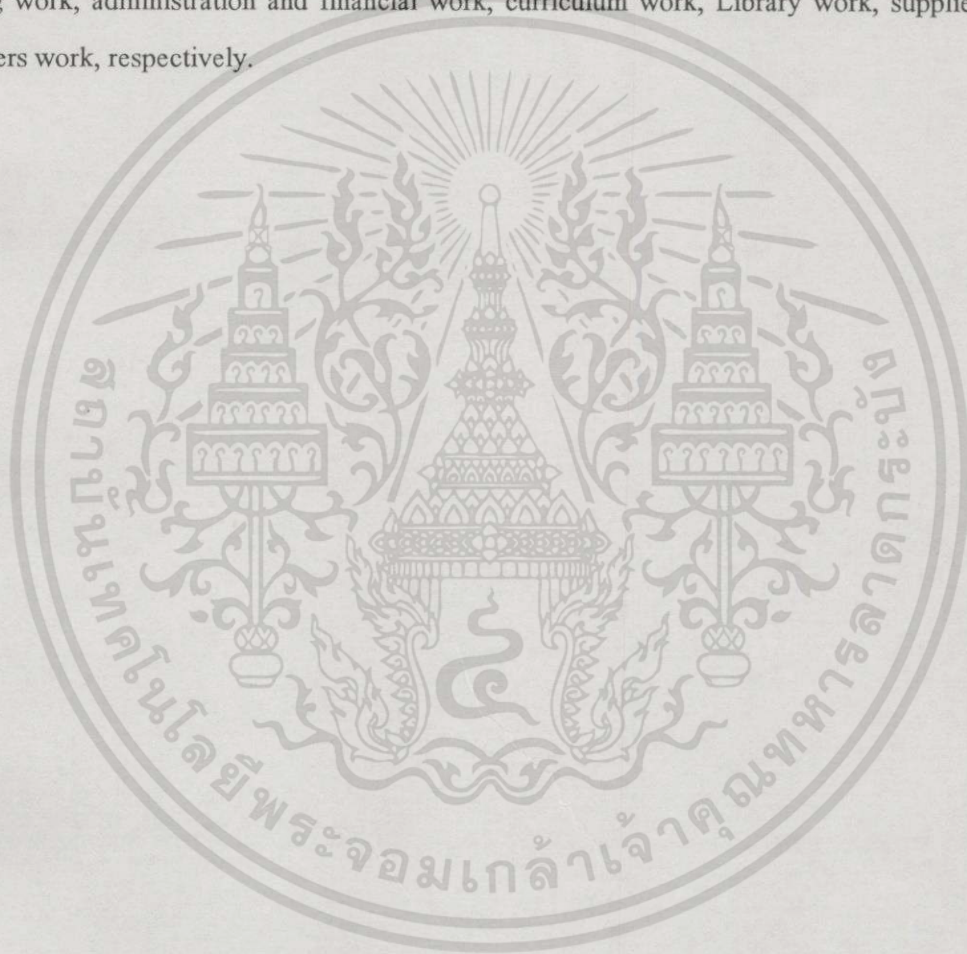 work, administration and financial work, curriculum work, Library work,
work, respectively.
สถาบันเทคโนโลยีพระจอมเกล้าเจ้าคุณทหารลาดกระบัง
๔